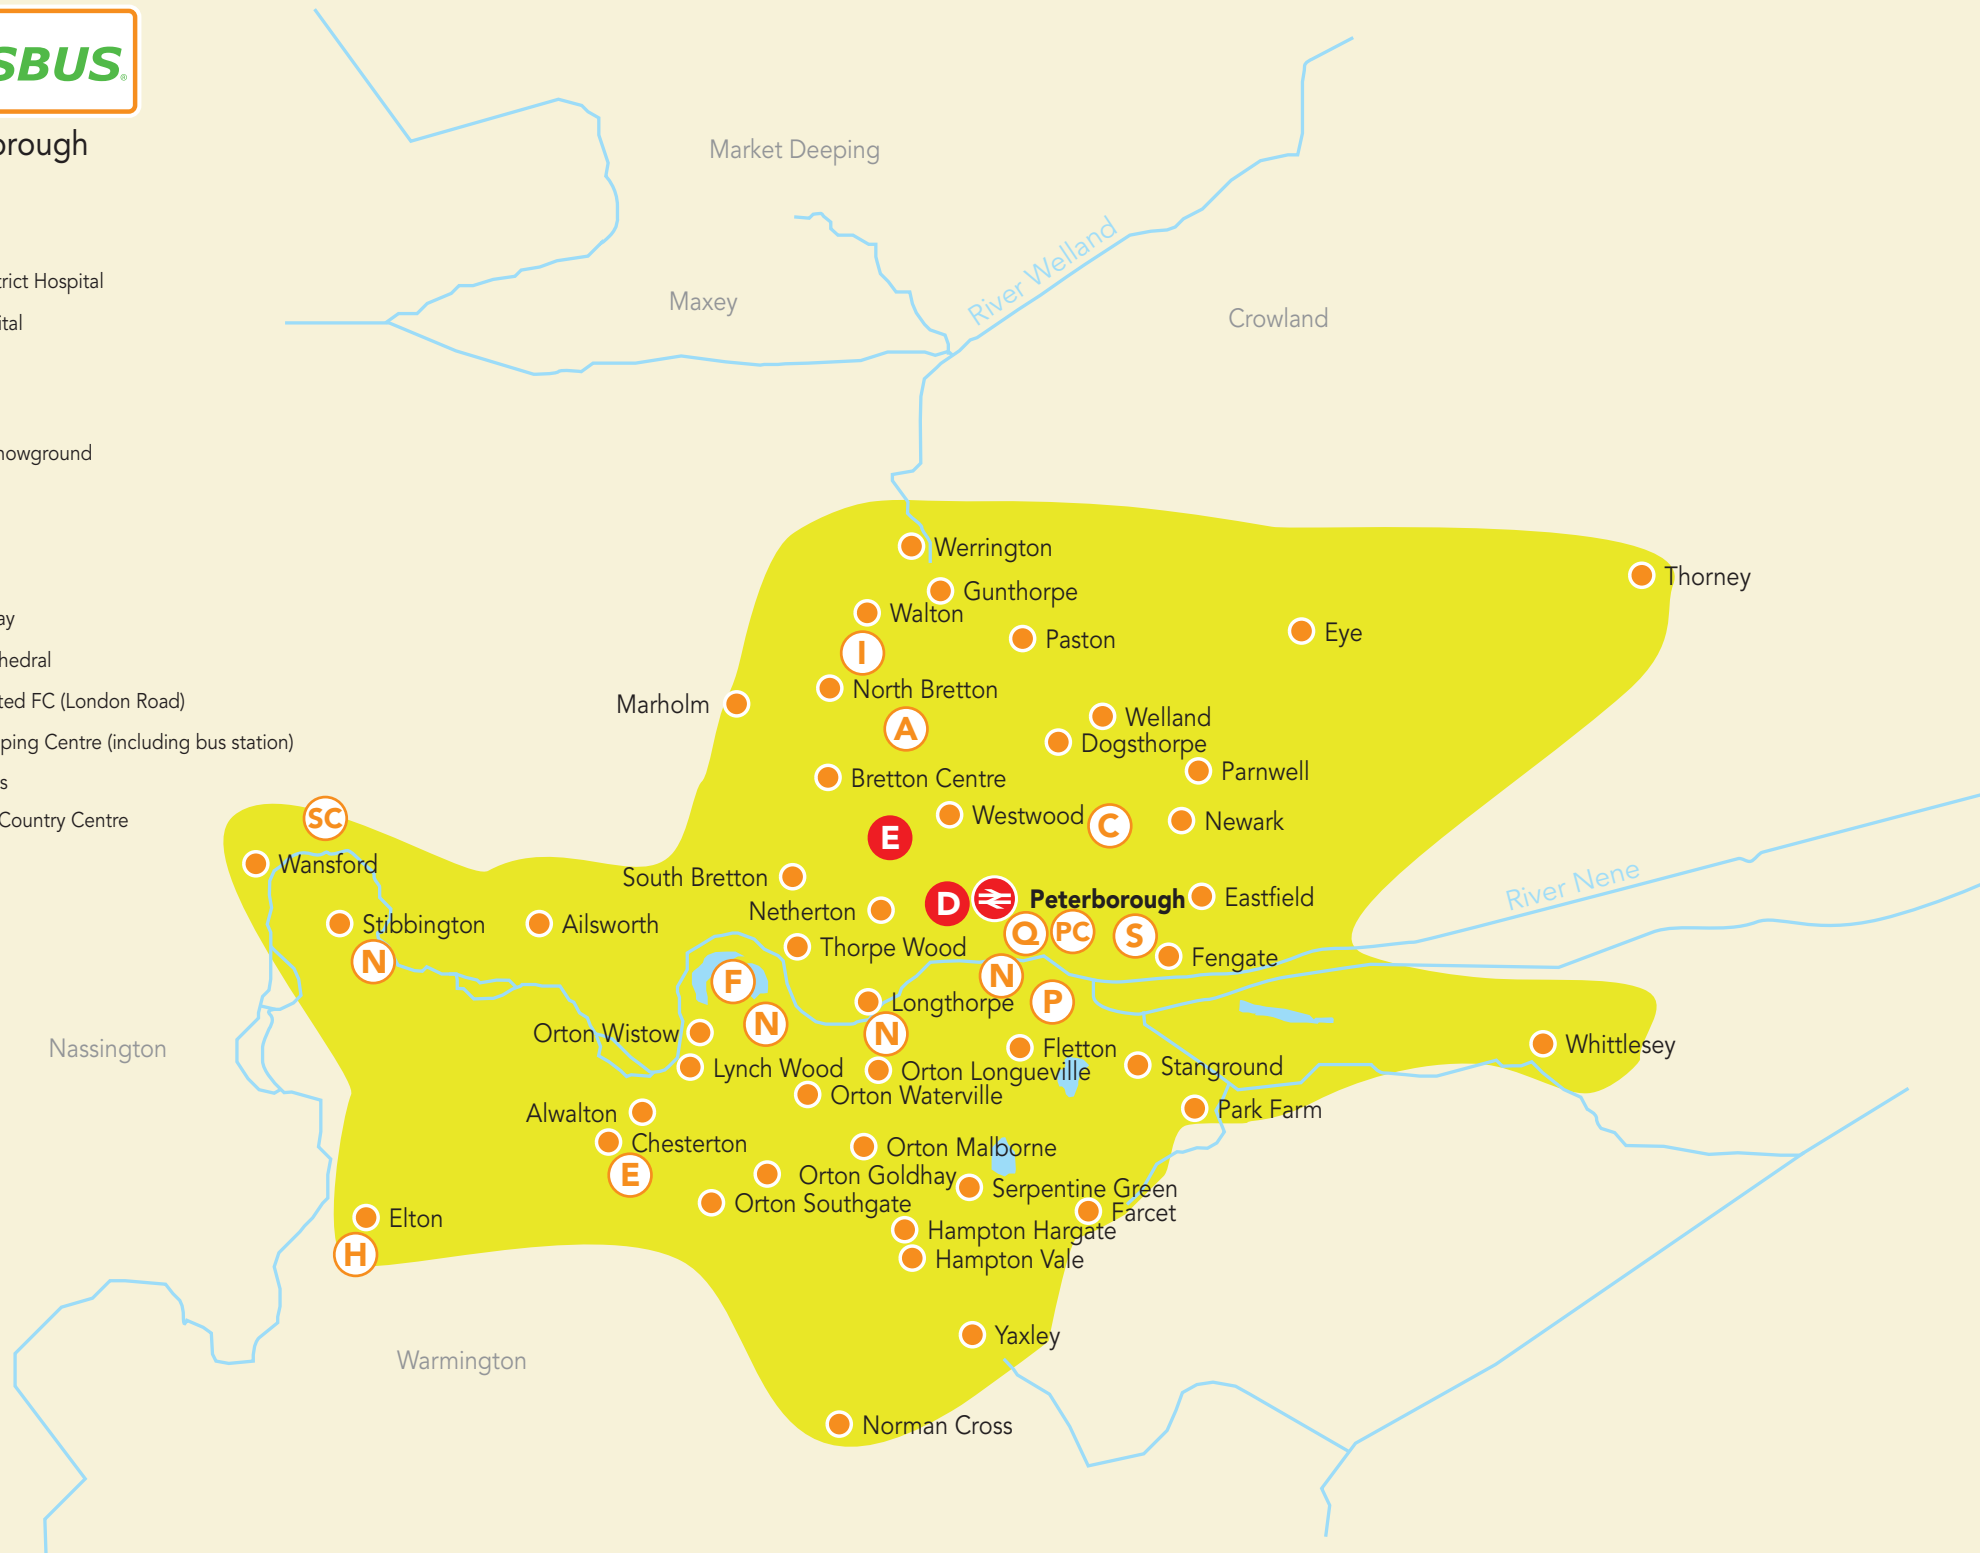 SBUS®
orough
trict Hospital
ital
howground
ay
hedral
ted FC (London Road)
ping Centre (including bus station)
s
Country Centre
Market Deeping
River Welland
Maxey
Crowland
Werrington
Thorney
Gunthorpe
Walton
Eye
Paston
I
North Bretton
Marholm
Welland
A
Dogsthorpe
Parnwell
Bretton Centre
SC
Westwood
C
Newark
E
Wansford
South Bretton
River Nene
Peterborough
Eastfield
D
Netherton
Stibbington
Ailsworth
Q
PC
S
Thorpe Wood
Fengate
N
F
N
Longthorpe
P
N
N
Orton Wistow
Nassington
Fletton
Whittlesey
Lynch Wood
Orton Longueville
Stanground
Orton Waterville
Alwalton
Park Farm
Chesterton
Orton Malborne
E
Orton Goldhay
Serpentine Green
Orton Southgate
Farcet
Elton
Hampton Hargate
H
Hampton Vale
Yaxley
Warmington
Norman Cross